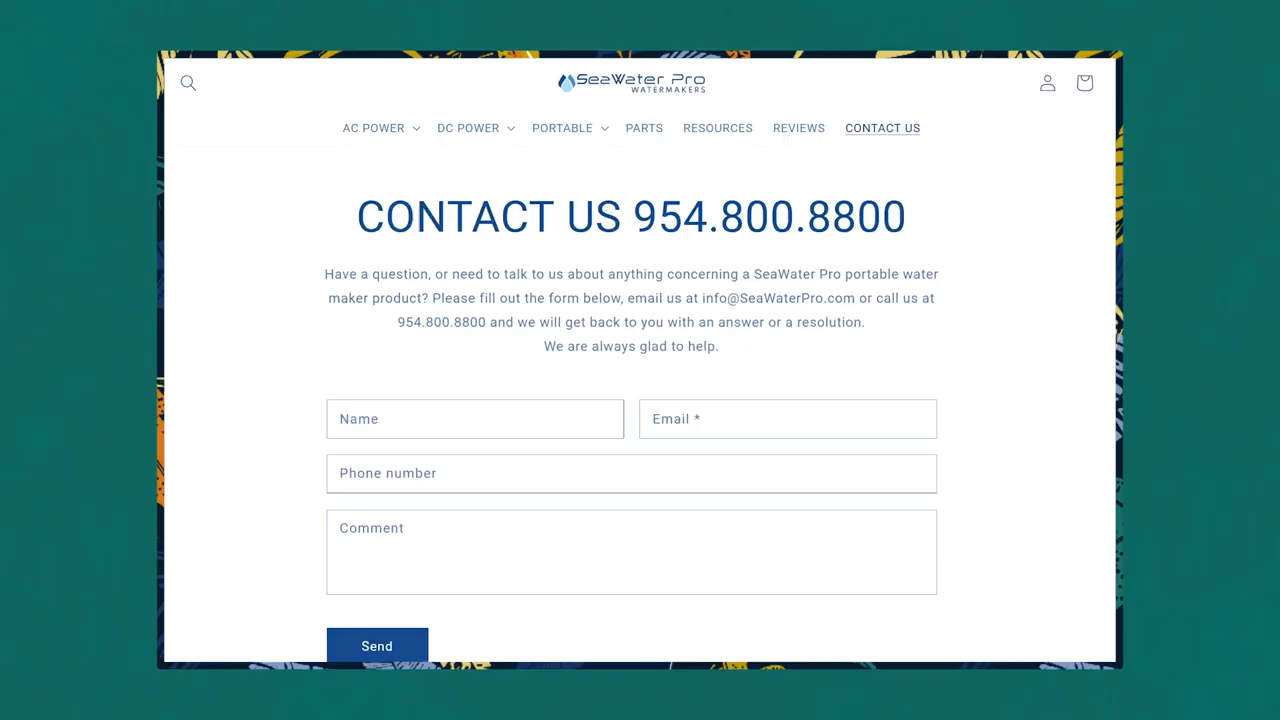 SeaWater Pro
WATERMAKERS
AC POWER DC POWER PORTABLE PARTS RESOURCES REVIEWS CONTACT US
CONTACT US 954.800.8800
Have a question, or need to talk to us about anything concerning a SeaWater Pro portable water
maker product? Please fill out the form below, email us at info@SeaWaterPro.com or call us at
954.800.8800 and we will get back to you with an answer or a resolution.
We are always glad to help.
Name Email *
Phone number
Comment
Send